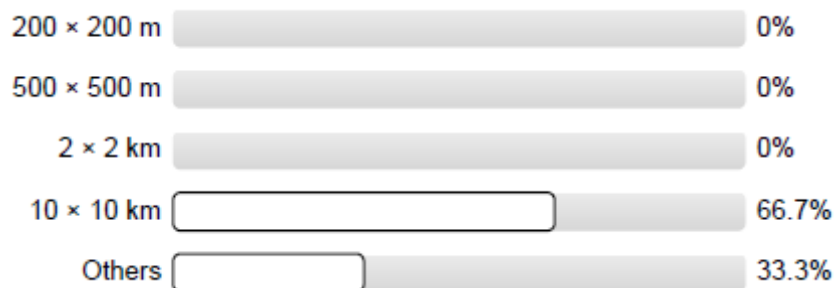 200 × 200 m 0%
500 × 500 m 0%
2 × 2 km 0%
10 × 10 km 66.7%
Others 33.3%